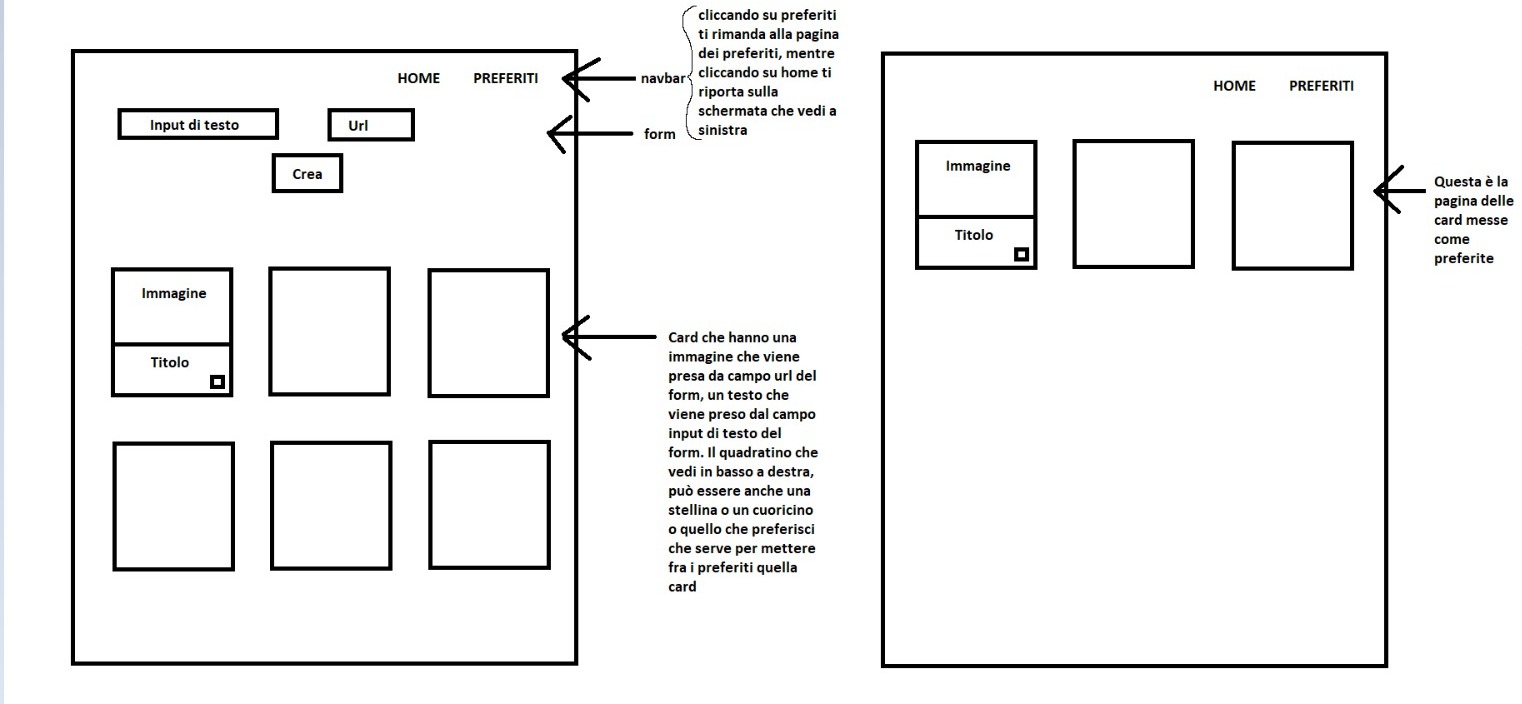 HOME PREFERITI
Input di testo
Url
Crea
Immagine
Titolo
navbar
cliccando su preferiti
ti rimanda alla pagina
dei preferiti, mentre
cliccando su home ti
riporta sulla
schermata che vedi a
sinistra
form
Card che hanno una
immagine che viene
presa da campo url del
form, un testo che
viene preso dal campo
input di testo del
form. Il quadratino che
vedi in basso a destra,
può essere anche una
stellina o un cuoricino
o quello che preferisci
che serve per mettere
fra i preferiti quella
card
HOME PREFERITI
Immagine
Titolo
Questa è la
pagina delle
card messe
come
preferite